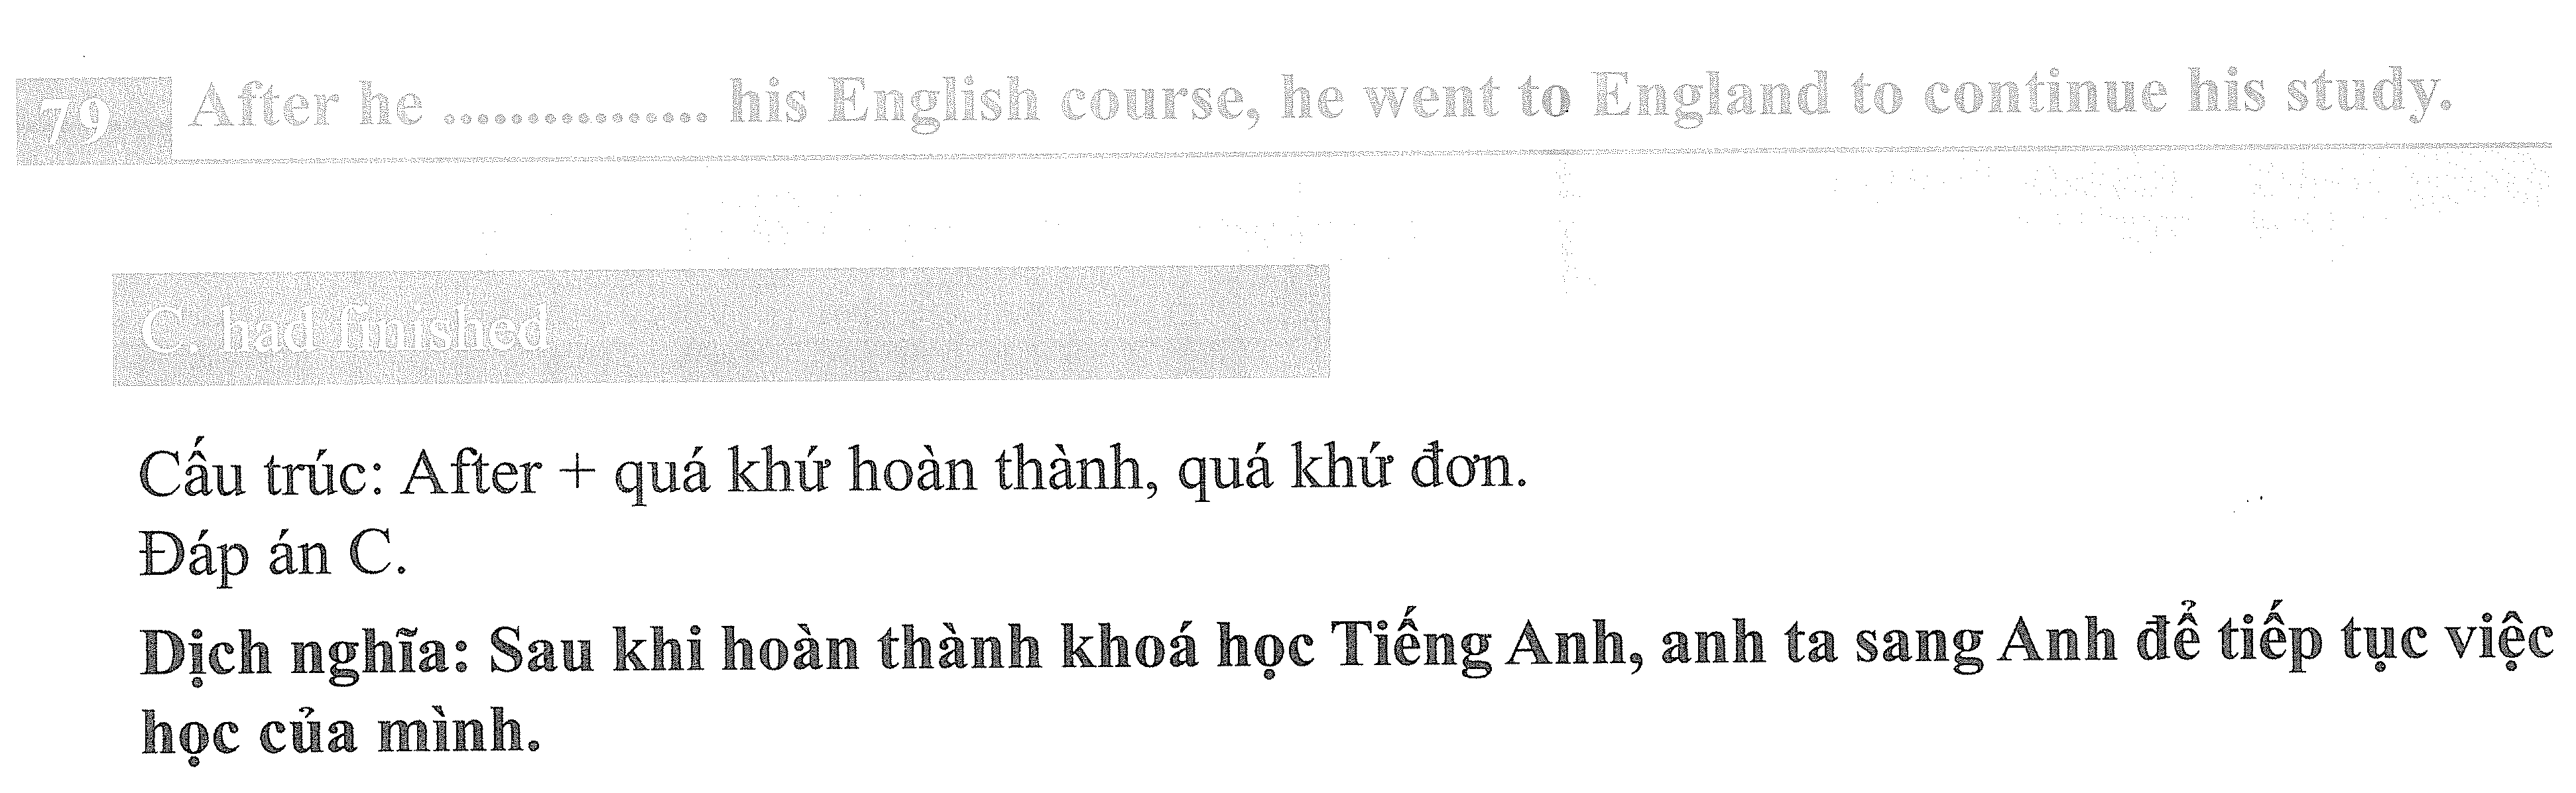 79 After he ............... his English course, he went to England to continue his study.
C. had finished
Cấu trúc: After + quá khứ hoàn thành, quá khứ đơn.
Đáp án C.
Dịch nghĩa: Sau khi hoàn thành khoá học Tiếng Anh, anh ta sang Anh để tiếp tục việc
học của mình.